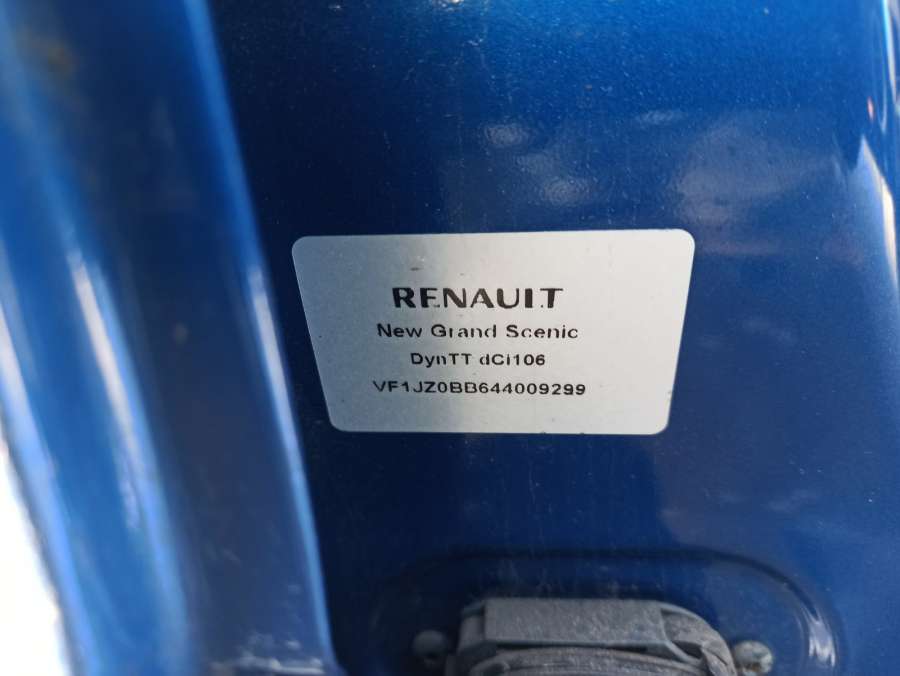 RENAULT
New Grand Scenic
DynTT dCi106
VF1JZ0BB644009299